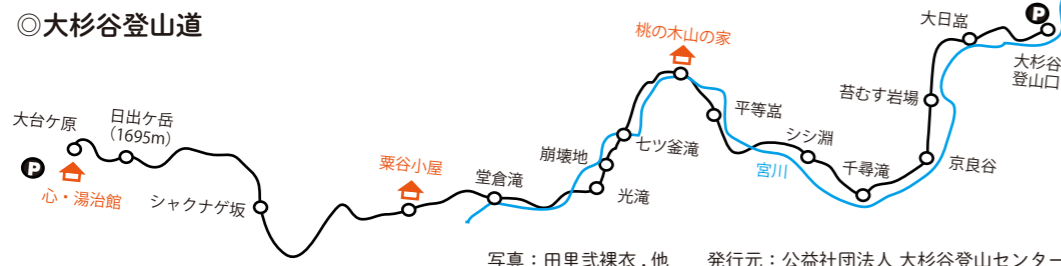 ◎大杉谷登山道
P
大日嵓
大杉谷
登山口
桃の木山の家
苔むす岩場
平等嵓
大台ケ原
日出ケ岳
(1695m)
シシ淵
七ツ釜滝
崩壊地
京良谷
千尋滝
宮川
粟谷小屋
堂倉滝
P
心・湯治館
シャクナゲ坂
光滝
写真：田里弐裸衣 , 他 発行元：公益社団法人 大杉谷登山センター